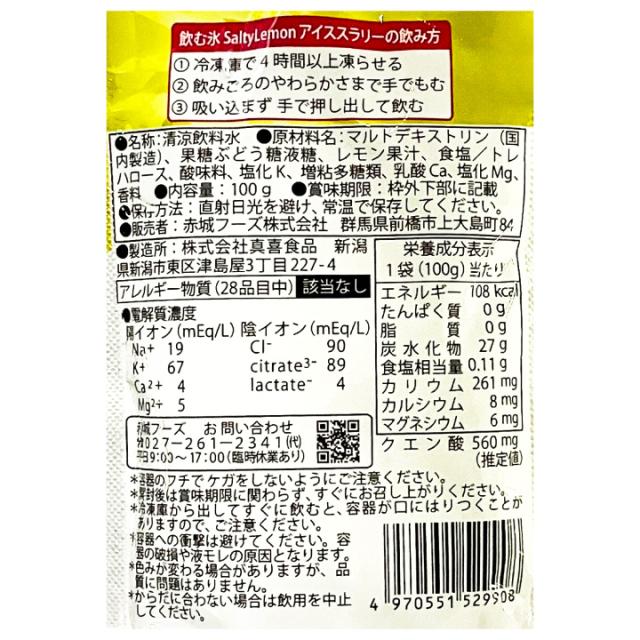 飲む氷 SaltyLemon アイススラリーの飲み方
① 冷凍庫で4時間以上凍らせる
② 飲みごろのやわらかさまで手でもむ
③ 吸い込まず 手で押し出して飲む
●名称:清涼飲料水 ●原材料名:マルトデキストリン(国
内製造)、果糖ぶどう糖液糖、レモン果汁、食塩/トレ
ハロース、酸味料、塩化K、増粘多糖類、乳酸Ca、塩化Mg、
香料 ●内容量:100g ●賞味期限:枠外下部に記載
●保存方法:直射日光を避け、常温で保存してください。
●販売者:赤城フーズ株式会社 群馬県前橋市上大島町84
●製造所:株式会社真喜食品 新潟
県新潟市東区津島屋3丁目227-4
アレルギー物質(28品目中) 該当なし
●電解質濃度
陽イオン(mEq/L) 陰イオン(mEq/L)
Na+ 19 Cl⁻ 90
K+ 67 citrate³⁻ 89
Ca²+ 4 lactate⁻ 4
Mg²+ 5
栄養成分表示
1袋(100g)当たり
エネルギー 108kcal
たんぱく質 0g
脂質 0g
炭水化物 27g
食塩相当量 0.11g
カリウム 261mg
カルシウム 8mg
マグネシウム 6mg
クエン酸 560mg
(推定値)
赤城フーズ お問い合わせ
☎027-261-2341(代)
平日9:00~17:00(臨時休業あり)
*容器のフチでケガをしないようにご注意ください。
*開封後は賞味期限に関わらず、すぐにお召し上がりください。
*冷凍庫から出してすぐに飲むと、容器が口にはりつくことが
ありますので、ご注意ください。
*容器への衝撃は避けてください。容
器の破損や液モレの原因となります。
*色みが変わる場合がありますが、品
質に問題はありません。
*からだに合わない場合は飲用を中止
してください。
4 970551 529908